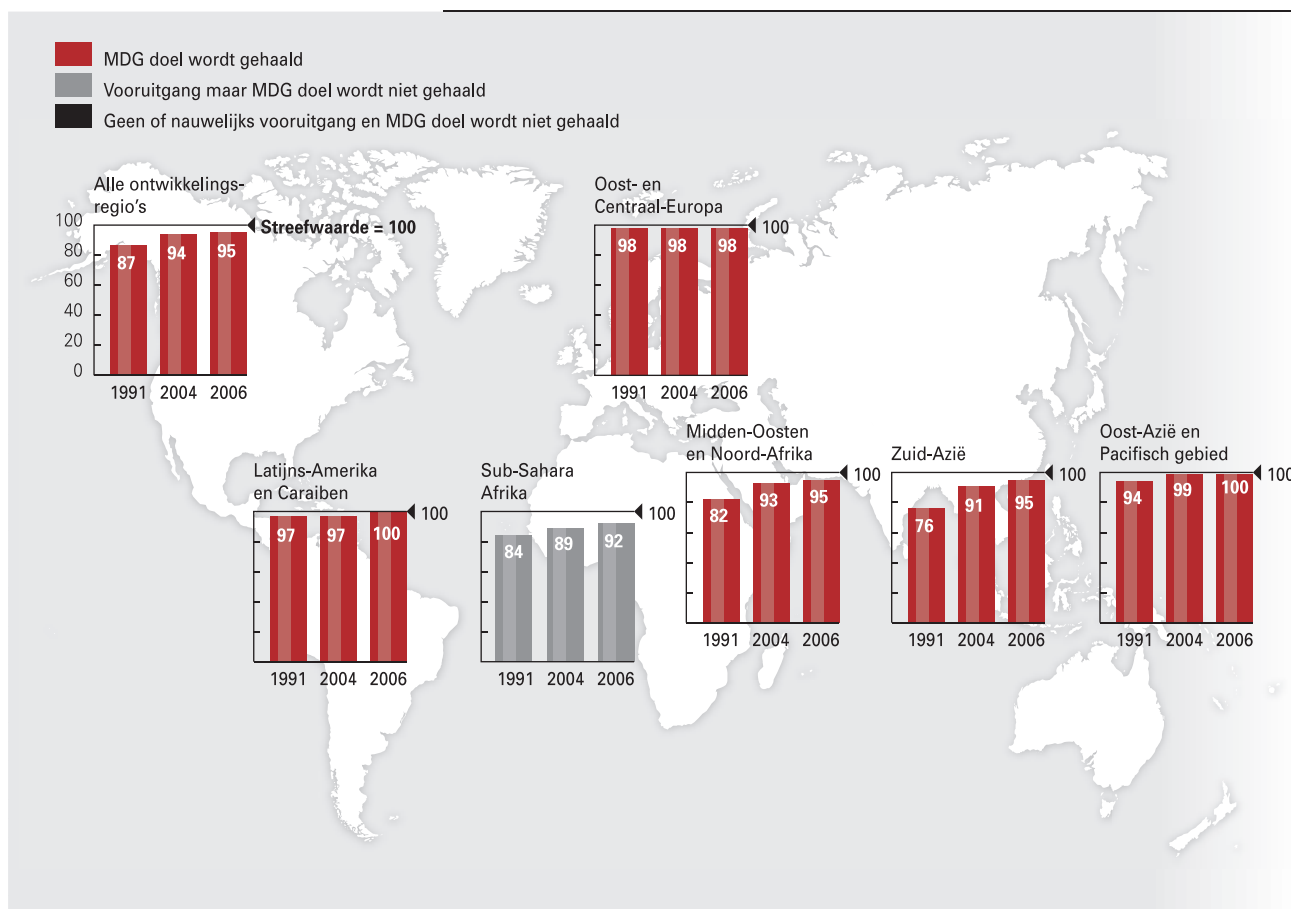 MDG doel wordt gehaald
Vooruitgang maar MDG doel wordt niet gehaald
Geen of nauwelijks vooruitgang en MDG doel wordt niet gehaald
Alle ontwikkelings-
regio's
100
80
60
40
20
0
Streefwaarde = 100
87 94 95
1991 2004 2006
Oost- en
Centraal-Europa
100
98 98 98
1991 2004 2006
Latijns-Amerika
en Caraiben
100
97 97 100
1991 2004 2006
Sub-Sahara
Afrika
100
84 89 92
1991 2004 2006
Midden-Oosten
en Noord-Afrika
100
82 93 95
1991 2004 2006
Zuid-Azië
100
76 91 95
1991 2004 2006
Oost-Azië en
Pacifisch gebied
100
94 99 100
1991 2004 2006